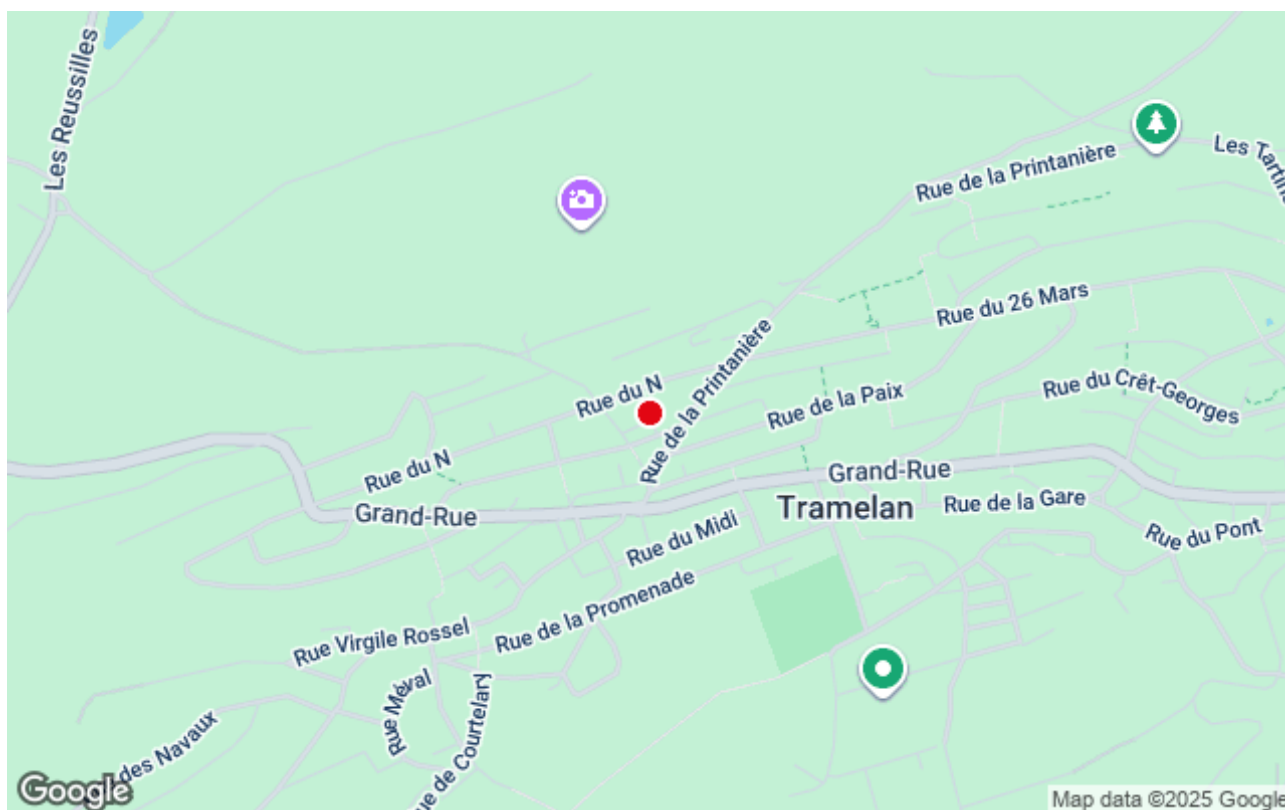 Les Reussilles
Rue de la Printanière
Rue du 26 Mars
Rue du N
Rue de la Printanière
Rue de la Paix
Rue du Crêt-Georges
Rue du N
Grand-Rue
Grand-Rue
Tramelan
Rue de la Gare
Rue du Pont
Rue du Midi
Rue de la Promenade
Rue Virgile Rossel
Rue Méval
des Navaux
de Courtelary
Google
Map data ©2025 Google